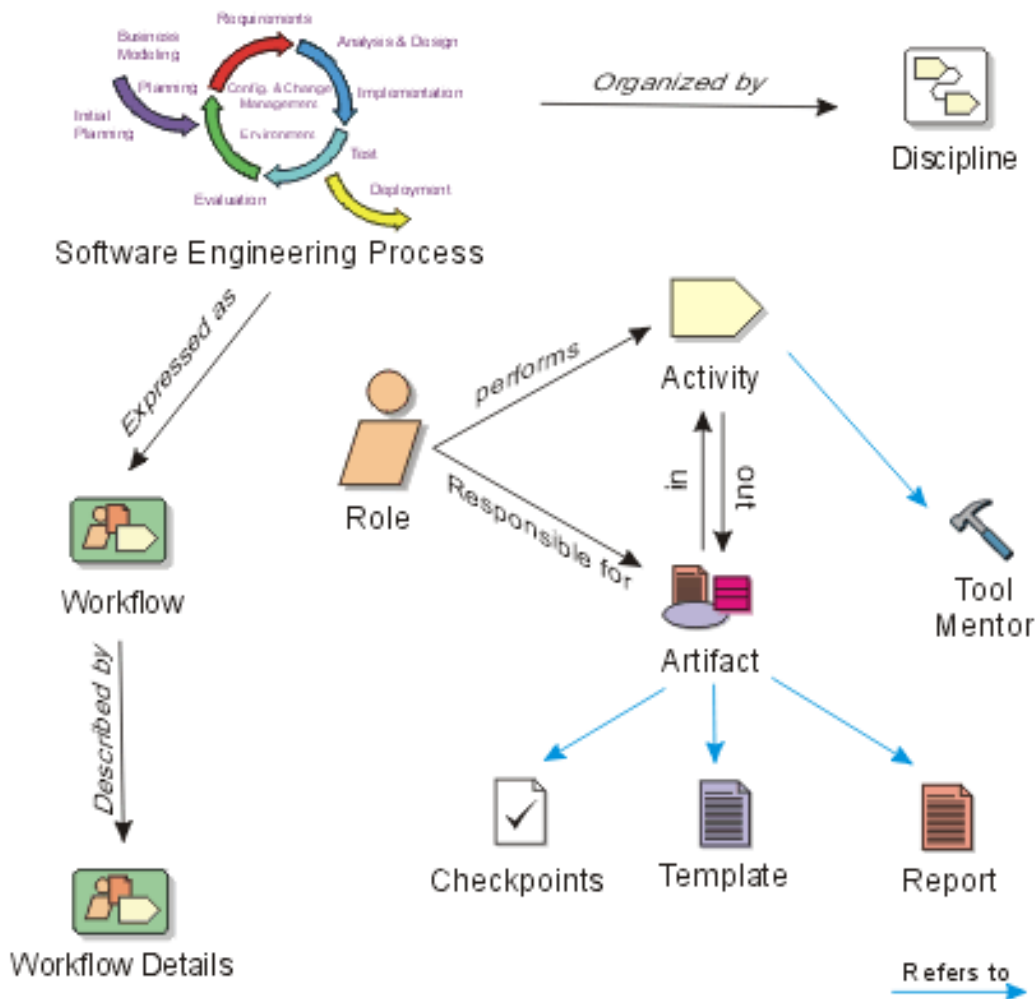 Requirements
Business
Modeling
Analysis & Design
Planning
Config. & Change
Management
Implementation
Initial
Planning
Environment
Test
Evaluation
Deployment
Software Engineering Process
Organized by
Discipline
Expressed as
performs
Activity
Role
Responsible for
in
out
Workflow
Artifact
Tool
Mentor
Described by
Checkpoints
Template
Report
Workflow Details
Refers to